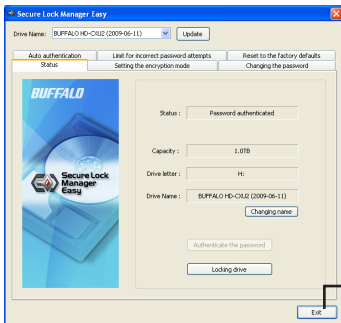 Secure Lock Manager Easy
Drive Name: BUFFALO HD-CXU2 (2009-06-11) Update
Auto authentication Limit for incorrect password attempts Reset to the factory defaults
Status Setting the encryption mode Changing the password
BUFFALO
Secure Lock
Manager
Easy
Status : Password authenticated
Capacity : 1.0TB
Drive letter : H:
Drive Name : BUFFALO HD-CXU2 (2009-06-11)
Changing name
Authenticate the password
Locking drive
Exit